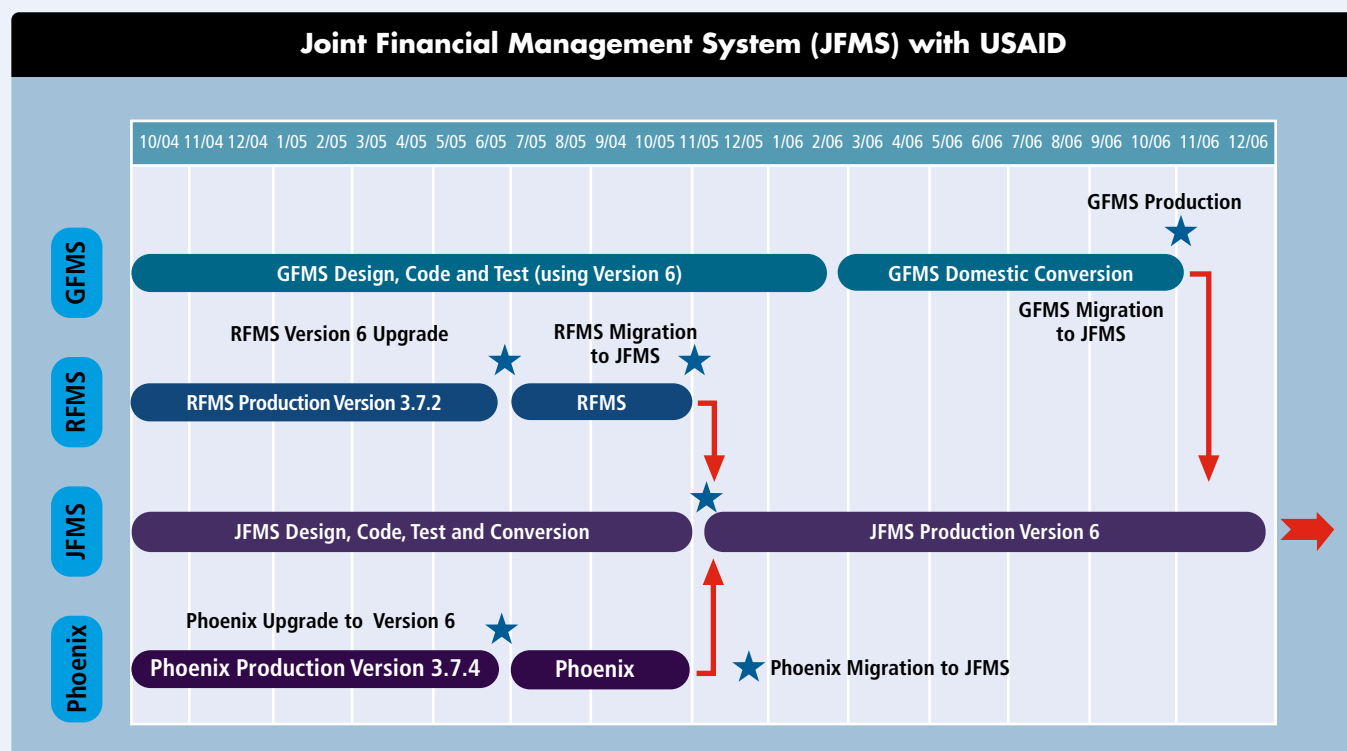 Joint Financial Management System (JFMS) with USAID
10/04 11/04 12/04 1/05 2/05 3/05 4/05 5/05 6/05 7/05 8/05 9/04 10/05 11/05 12/05 1/06 2/06 3/06 4/06 5/06 6/06 7/06 8/06 9/06 10/06 11/06 12/06
GFMS
GFMS Production
GFMS Design, Code and Test (using Version 6)
GFMS Domestic Conversion
GFMS Migration
to JFMS
RFMS
RFMS Version 6 Upgrade
RFMS Migration
to JFMS
RFMS Production Version 3.7.2
RFMS
JFMS
JFMS Design, Code, Test and Conversion
JFMS Production Version 6
Phoenix
Phoenix Upgrade to Version 6
Phoenix Production Version 3.7.4
Phoenix
Phoenix Migration to JFMS